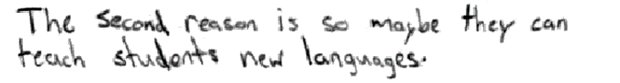 The second reason is so maybe they can
teach students new languages.